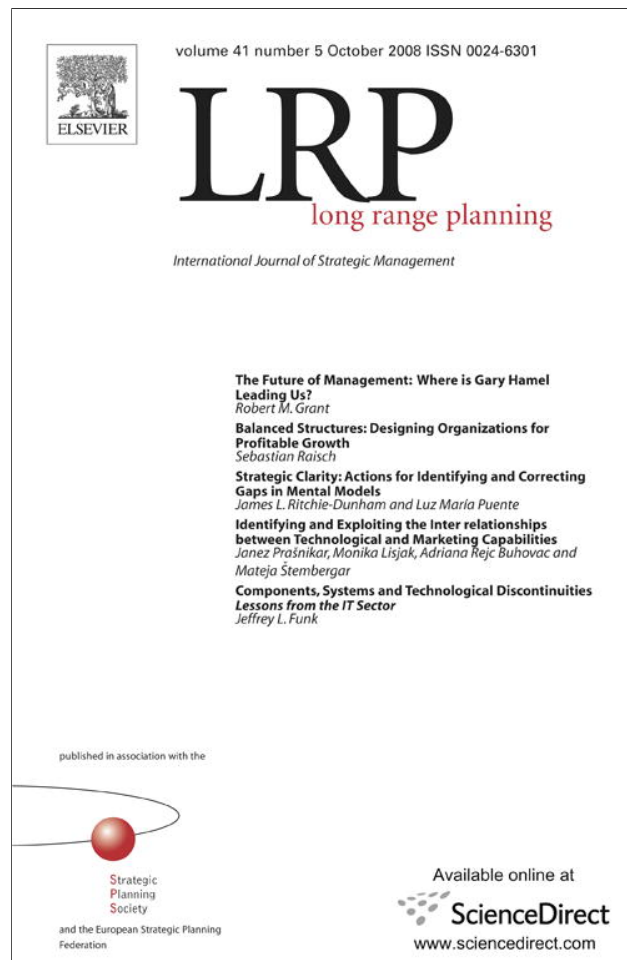 volume 41 number 5 October 2008 ISSN 0024-6301
ELSEVIER
LRP
long range planning
International Journal of Strategic Management
The Future of Management: Where is Gary Hamel
Leading Us?
Robert M. Grant
Balanced Structures: Designing Organizations for
Profitable Growth
Sebastian Raisch
Strategic Clarity: Actions for Identifying and Correcting
Gaps in Mental Models
James L. Ritchie-Dunham and Luz María Puente
Identifying and Exploiting the Inter relationships
between Technological and Marketing Capabilities
Janez Prašnikar, Monika Lisjak, Adriana Rejc Buhovac and
Mateja Štembergar
Components, Systems and Technological Discontinuities
Lessons from the IT Sector
Jeffrey L. Funk
published in association with the
Strategic
Planning
Society
and the European Strategic Planning
Federation
Available online at
ScienceDirect
www.sciencedirect.com